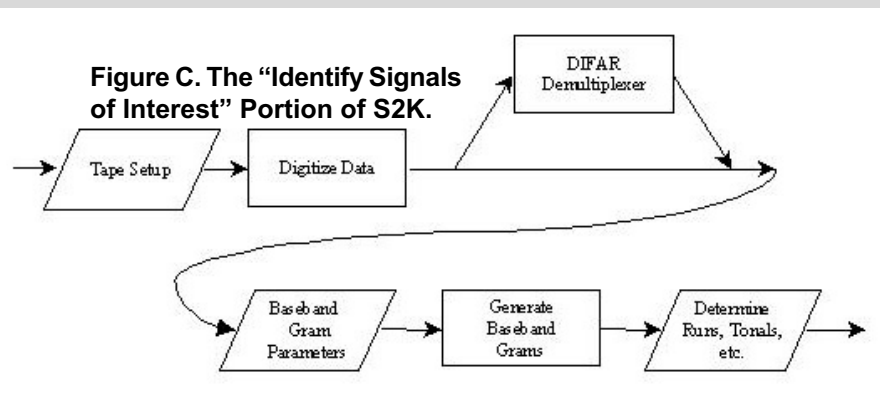 Figure C. The “Identify Signals
of Interest” Portion of S2K.
DIFAR
Demultiplexer
Tape Setup
Digitize Data
Baseband
Gram
Parameters
Generate
Baseband
Grams
Determine
Runs, Tonals,
etc.